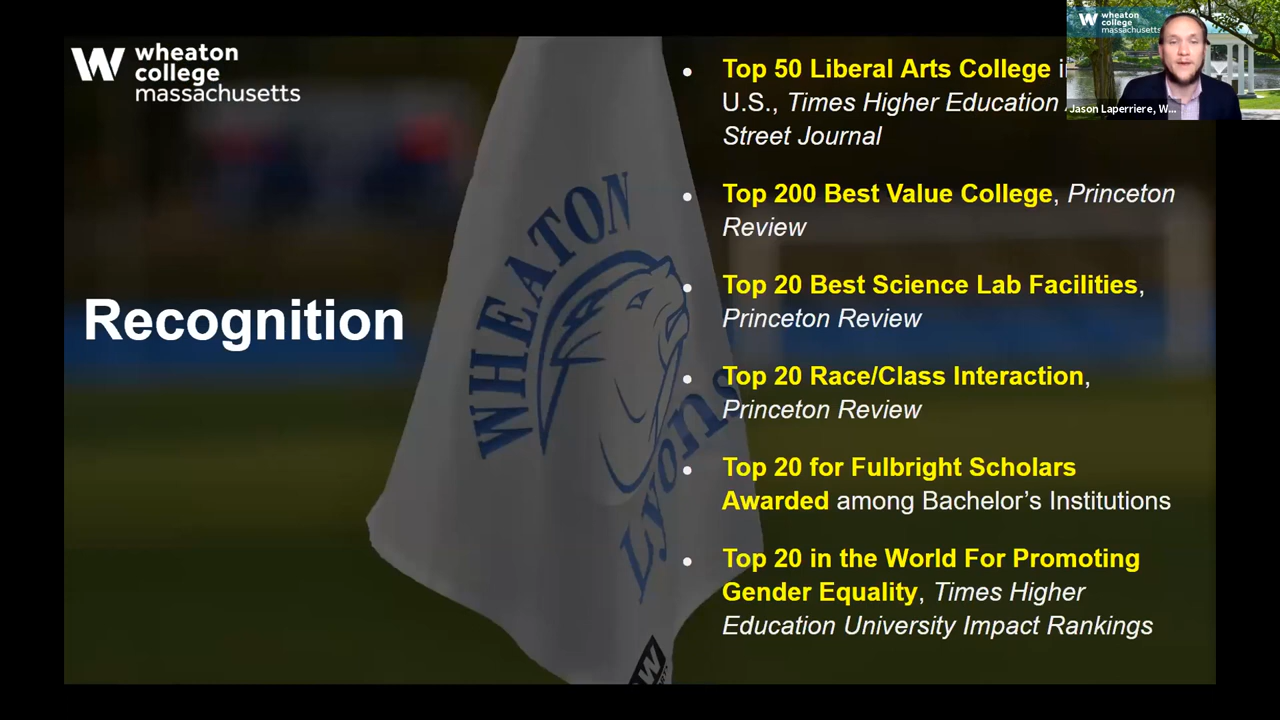 wheaton
college
massachusetts
Recognition
WHEATON
Lyons
Top 50 Liberal Arts College
U.S., Times Higher Education
Street Journal
Top 200 Best Value College, Princeton
Review
Top 20 Best Science Lab Facilities,
Princeton Review
Top 20 Race/Class Interaction,
Princeton Review
Top 20 for Fulbright Scholars
Awarded among Bachelor’s Institutions
Top 20 in the World For Promoting
Gender Equality, Times Higher
Education University Impact Rankings
W wheaton
college
massachusetts
Jason Laperriere, W...